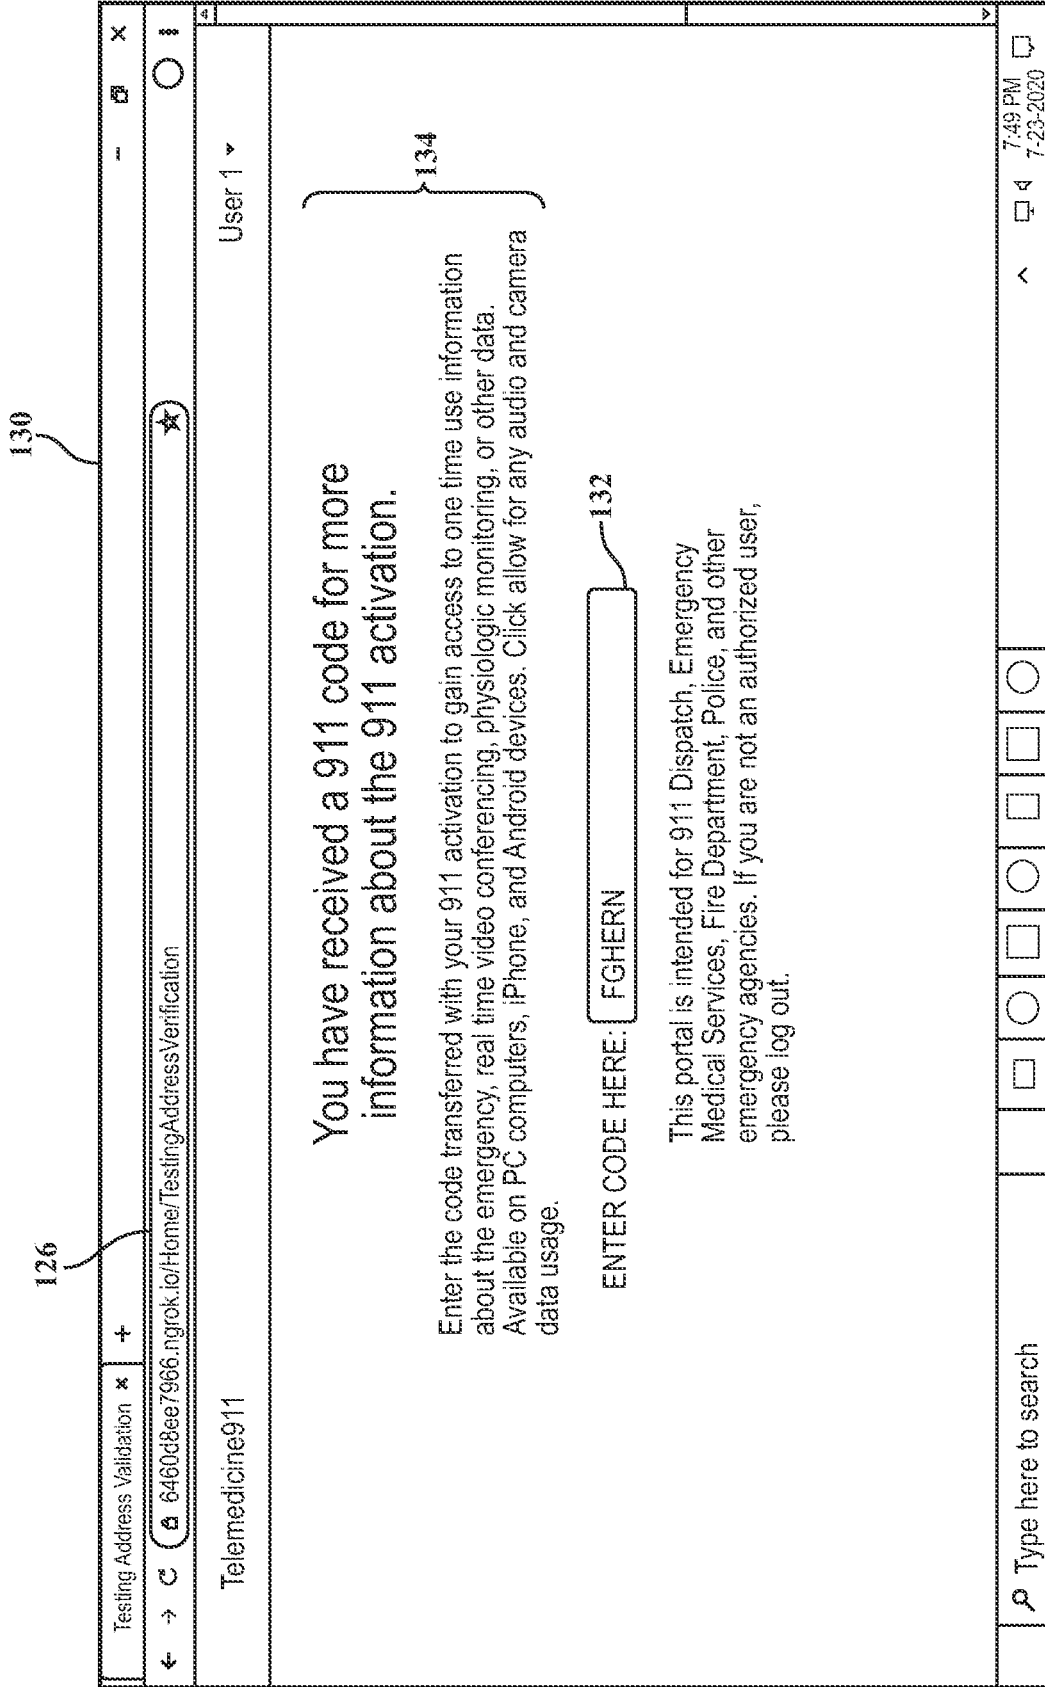 130
126
Testing Address Validation × +
6460d8ee7966.ngrok.io/Home/TestingAddressVerification
Telemedicine911 User 1
You have received a 911 code for more
information about the 911 activation.
134
Enter the code transferred with your 911 activation to gain access to one time use information
about the emergency, real time video conferencing, physiologic monitoring, or other data.
Available on PC computers, iPhone, and Android devices. Click allow for any audio and camera
data usage.
ENTER CODE HERE: FGHERN
132
This portal is intended for 911 Dispatch, Emergency
Medical Services, Fire Department, Police, and other
emergency agencies. If you are not an authorized user,
please log out.
Type here to search
7:49 PM
7-23-2020